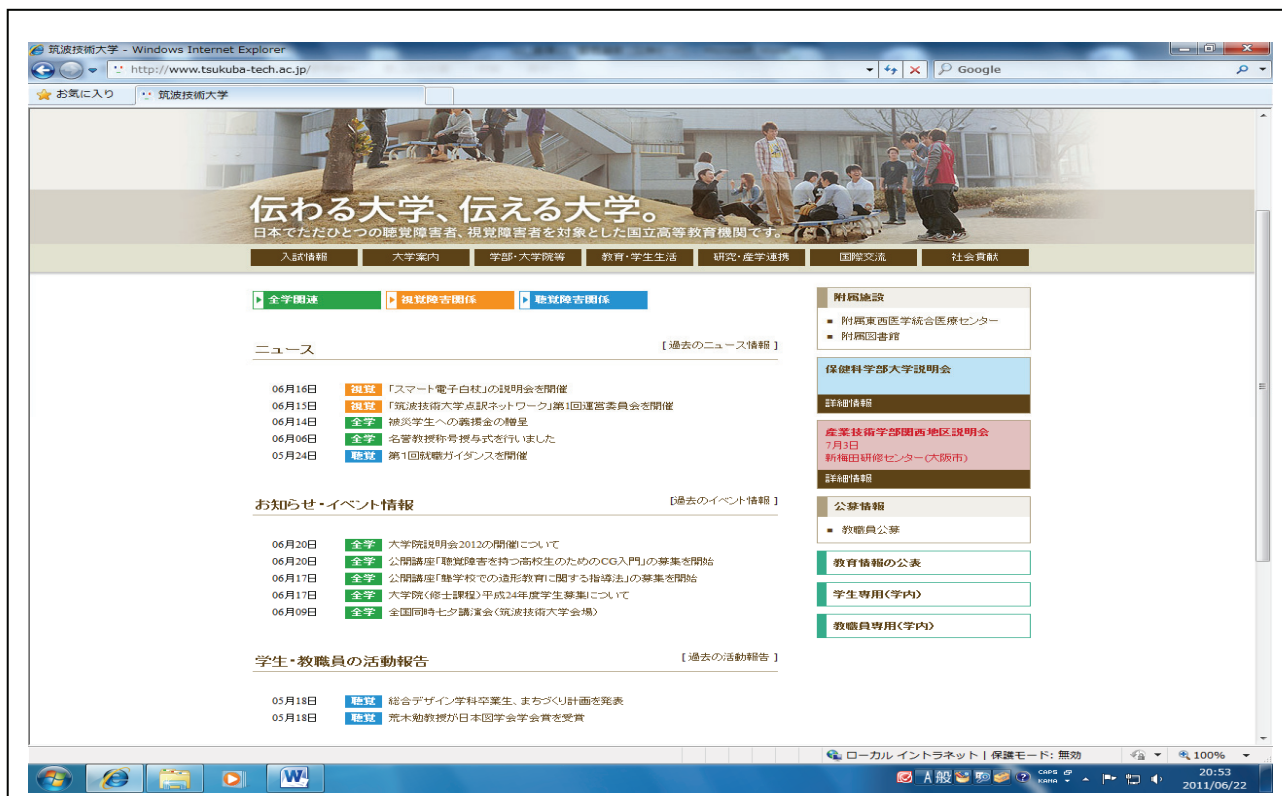 筑波技術大学 - Windows Internet Explorer
http://www.tsukuba-tech.ac.jp/
Google
お気に入り
筑波技術大学
伝わる大学、伝える大学。
日本でただひとつの聴覚障害者、視覚障害者を対象とした国立高等教育機関です。
入試情報 大学案内 学部・大学院等 教育・学生生活 研究・産学連携 国際交流 社会貢献
全学関連 視覚障害関係 聴覚障害関係
ニュース [過去のニュース情報]
06月16日 視覚 「スマート電子白杖」の説明会を開催
06月15日 視覚 「筑波技術大学点訳ネットワーク」第1回運営委員会を開催
06月14日 全学 被災学生への義援金の贈呈
06月06日 全学 名誉教授称号授与式を行いました
05月24日 聴覚 第1回就職ガイダンスを開催
お知らせ・イベント情報 [過去のイベント情報]
06月20日 全学 大学院説明会2012の開催について
06月20日 全学 公開講座「聴覚障害を持つ高校生のためのCG入門」の募集を開始
06月17日 全学 公開講座「聾学校での造形教育に関する指導法」の募集を開始
06月17日 全学 大学院(修士課程)平成24年度学生募集について
06月09日 全学 全国同時七夕講演会(筑波技術大学会場)
学生・教職員の活動報告 [過去の活動報告]
05月18日 聴覚 総合デザイン学科卒業生、まちづくり計画を発表
05月18日 聴覚 荒木勉教授が日本図学会学会賞を受賞
附属施設
附属東西医学統合医療センター
附属図書館
保健科学部大学説明会
詳細情報
産業技術学部関西地区説明会
7月3日
新梅田研修センター(大阪市)
詳細情報
公募情報
教職員公募
教育情報の公表
学生専用(学内)
教職員専用(学内)
ローカル イントラネット | 保護モード: 無効
100%
A 般
CAPS
KANA
20:53
2011/06/22